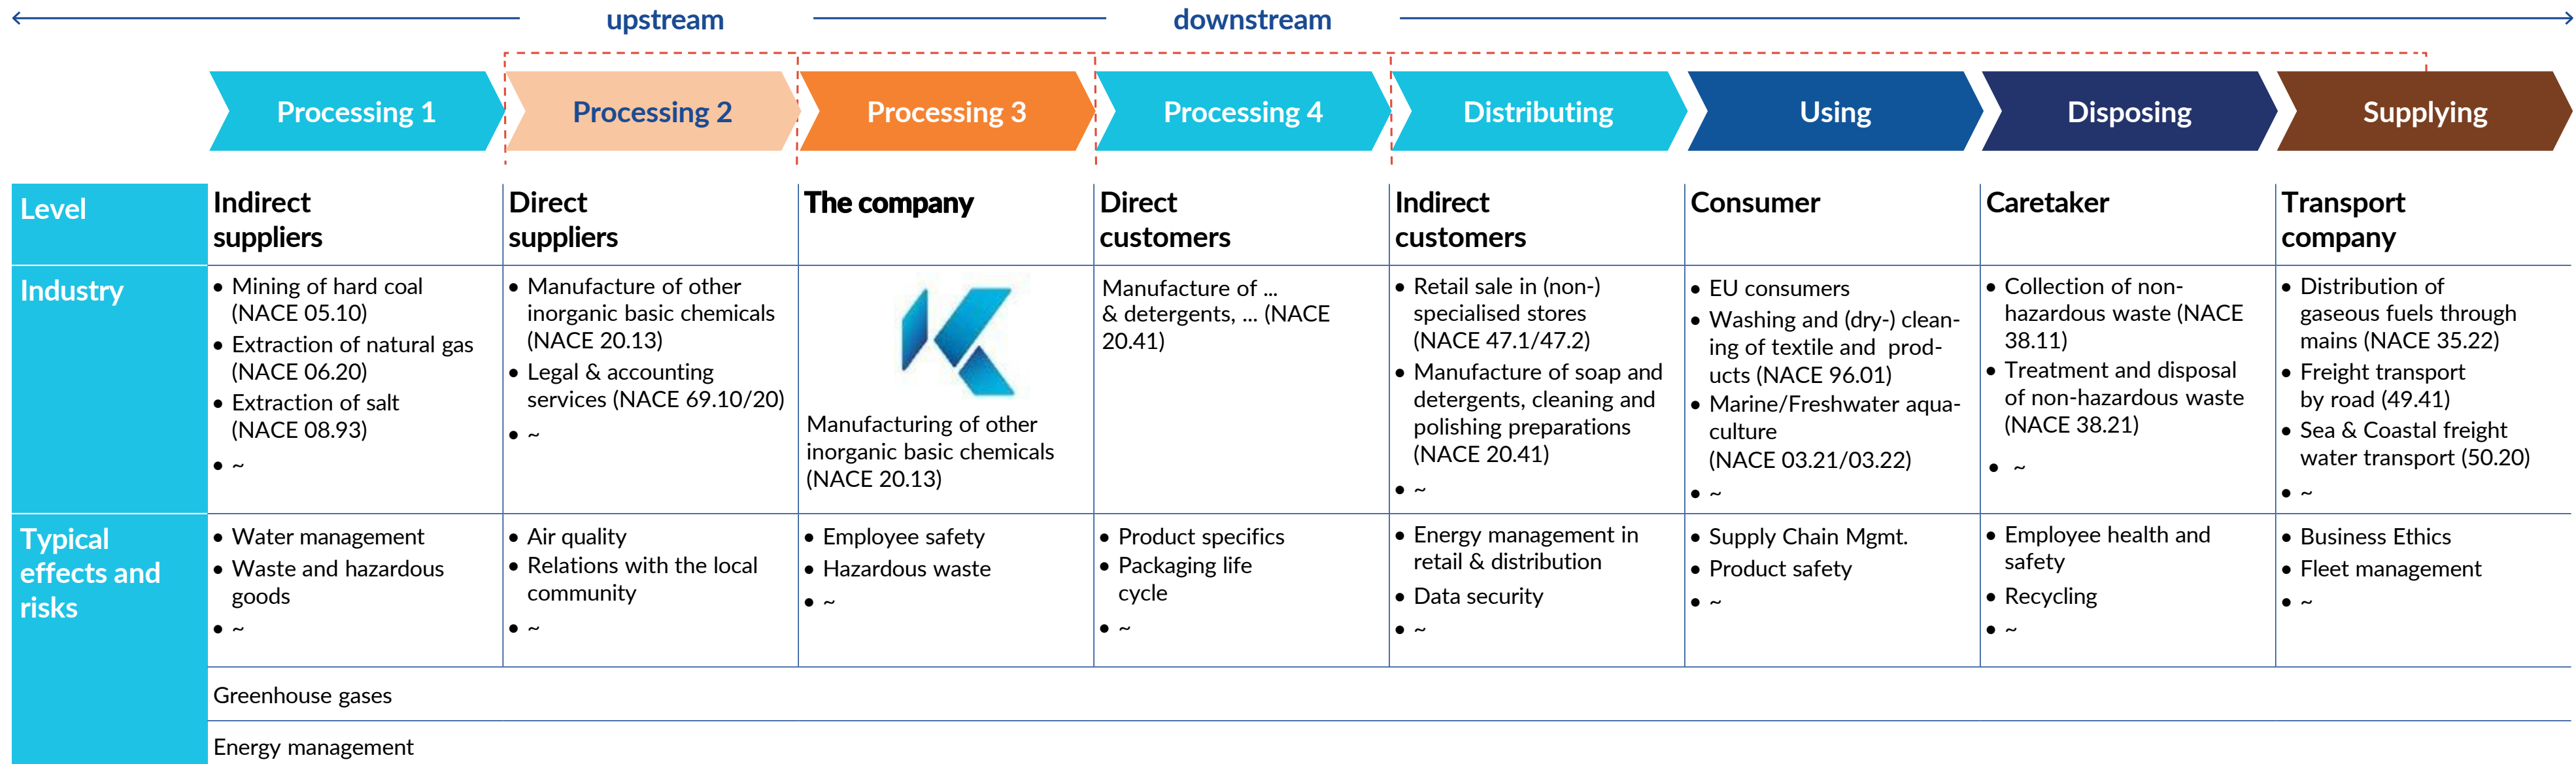 upstream
downstream
Processing 1
Processing 2
Processing 3
Processing 4
Distributing
Using
Disposing
Supplying
Level
Indirect
suppliers
Direct
suppliers
The company
Direct
customers
Indirect
customers
Consumer
Caretaker
Transport
company
Industry
• Mining of hard coal
(NACE 05.10)
• Extraction of natural gas
(NACE 06.20)
• Extraction of salt
(NACE 08.93)
• ~
• Manufacture of other
inorganic basic chemicals
(NACE 20.13)
• Legal & accounting
services (NACE 69.10/20)
• ~
Manufacturing of other
inorganic basic chemicals
(NACE 20.13)
Manufacture of ...
& detergents, ... (NACE
20.41)
• Retail sale in (non-)
specialised stores
(NACE 47.1/47.2)
• Manufacture of soap and
detergents, cleaning and
polishing preparations
(NACE 20.41)
• ~
• EU consumers
• Washing and (dry-) clean-
ing of textile and prod-
ucts (NACE 96.01)
• Marine/Freshwater aqua-
culture
(NACE 03.21/03.22)
• ~
• Collection of non-
hazardous waste (NACE
38.11)
• Treatment and disposal
of non-hazardous waste
(NACE 38.21)
• ~
• Distribution of
gaseous fuels through
mains (NACE 35.22)
• Freight transport
by road (49.41)
• Sea & Coastal freight
water transport (50.20)
• ~
Typical
effects and
risks
• Water management
• Waste and hazardous
goods
• ~
• Air quality
• Relations with the local
community
• ~
• Employee safety
• Hazardous waste
• ~
• Product specifics
• Packaging life
cycle
• ~
• Energy management in
retail & distribution
• Data security
• ~
• Supply Chain Mgmt.
• Product safety
• ~
• Employee health and
safety
• Recycling
• ~
• Business Ethics
• Fleet management
• ~
Greenhouse gases
Energy management